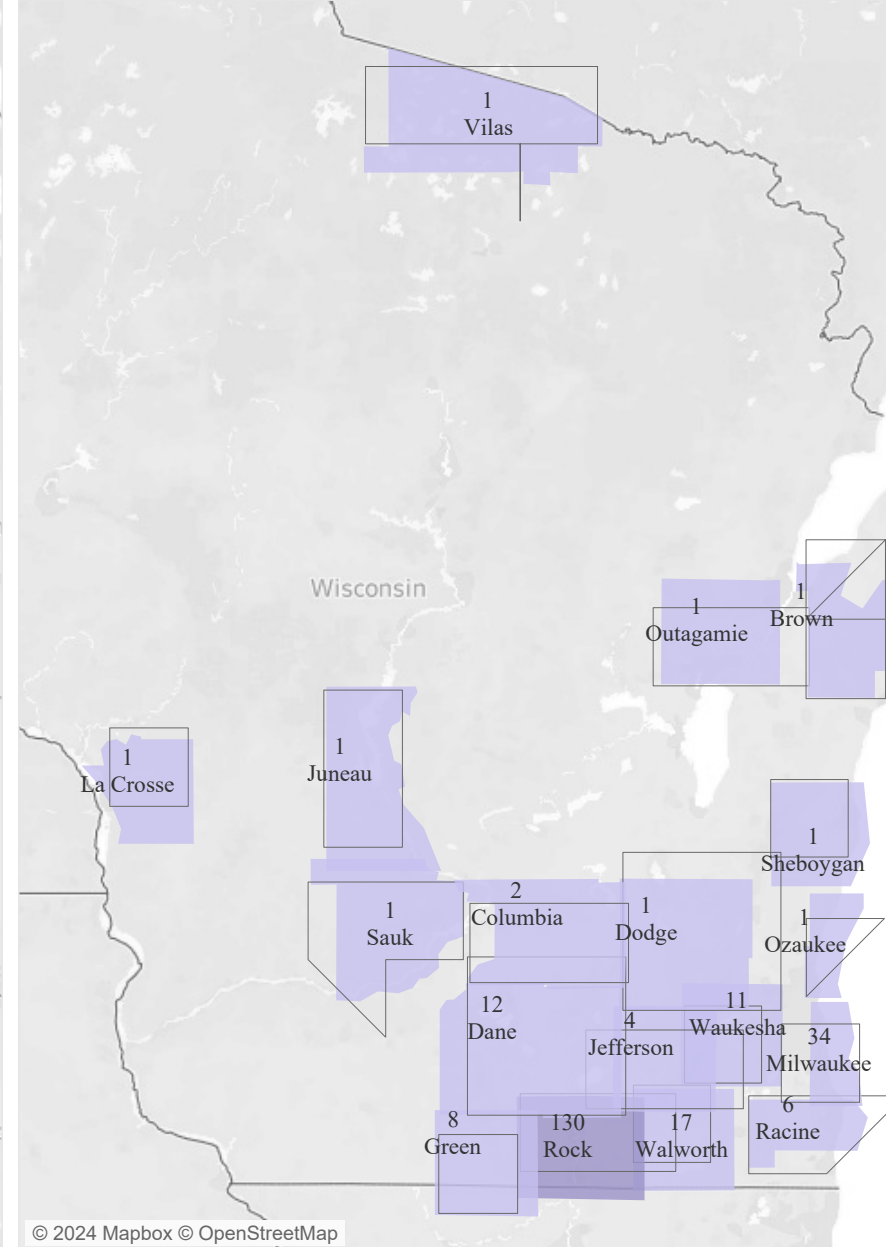 1
Vilas
Wisconsin
1
Outagamie
1
Brown
1
La Crosse
1
Juneau
1
Sheboygan
1
Sauk
2
Columbia
1
Dodge
1
Ozaukee
12
Dane
4
Jefferson
11
Waukesha
34
Milwaukee
8
Green
130
Rock
17
Walworth
6
Racine
© 2024 Mapbox © OpenStreetMap